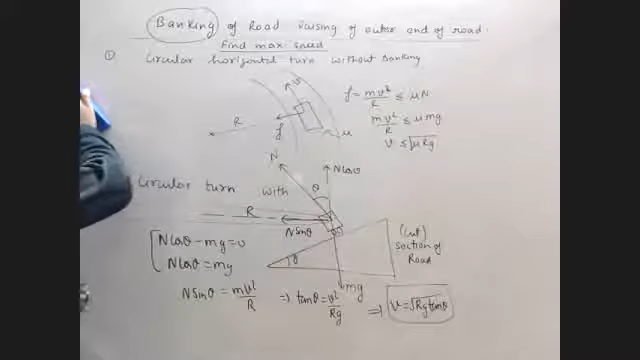 Banking of Road raising of outer end of road.
Find max speed
① Circular horizontal turn without banking
v
R
f
μ
f = mv²/R ≤ μN
mv²/R ≤ μmg
v ≤ √μRg
N
Ncosθ
θ
Circular turn with
R
Nsinθ
(cut) section of Road
θ
mg
Ncosθ - mg = 0
Ncosθ = mg
Nsinθ = mv²/R ⇒ tanθ = v²/Rg ⇒ v = √Rg tanθ